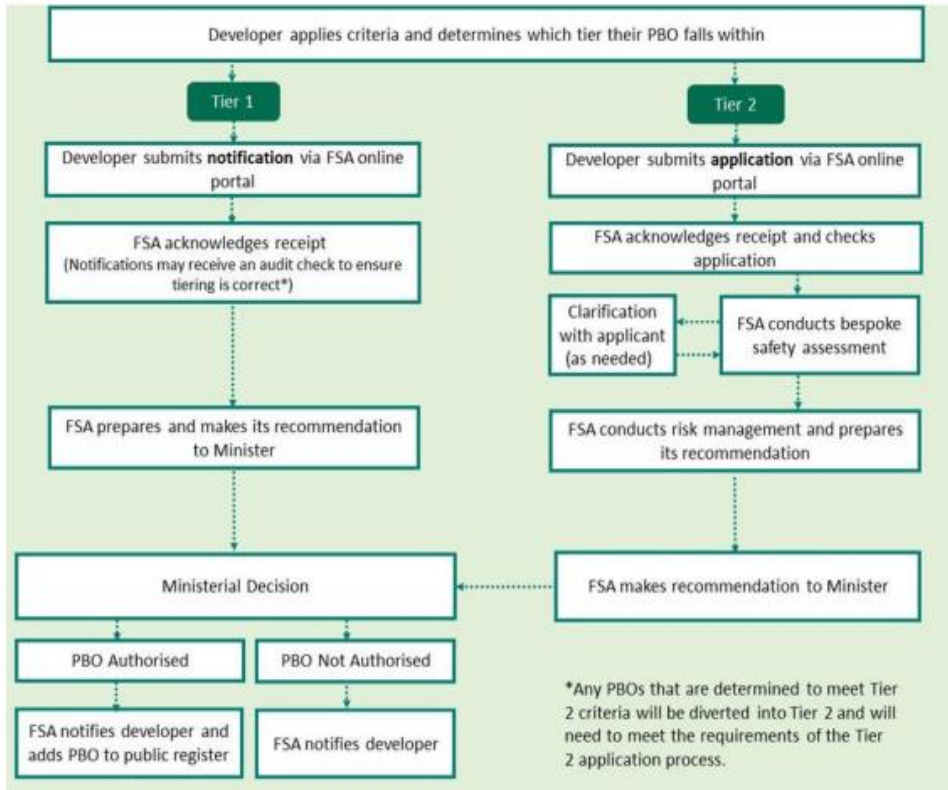 Developer applies criteria and determines which tier their PBO falls within
Tier 1
Developer submits notification via FSA online
portal
FSA acknowledges receipt
(Notifications may receive an audit check to ensure
tiering is correct*)
FSA prepares and makes its recommendation
to Minister
Tier 2
Developer submits application via FSA online
portal
FSA acknowledges receipt and checks
application
Clarification
with applicant
(as needed)
FSA conducts bespoke
safety assessment
FSA conducts risk management and prepares
its recommendation
FSA makes recommendation to Minister
Ministerial Decision
PBO Authorised
FSA notifies developer and
adds PBO to public register
PBO Not Authorised
FSA notifies developer
*Any PBOs that are determined to meet Tier
2 criteria will be diverted into Tier 2 and will
need to meet the requirements of the Tier
2 application process.